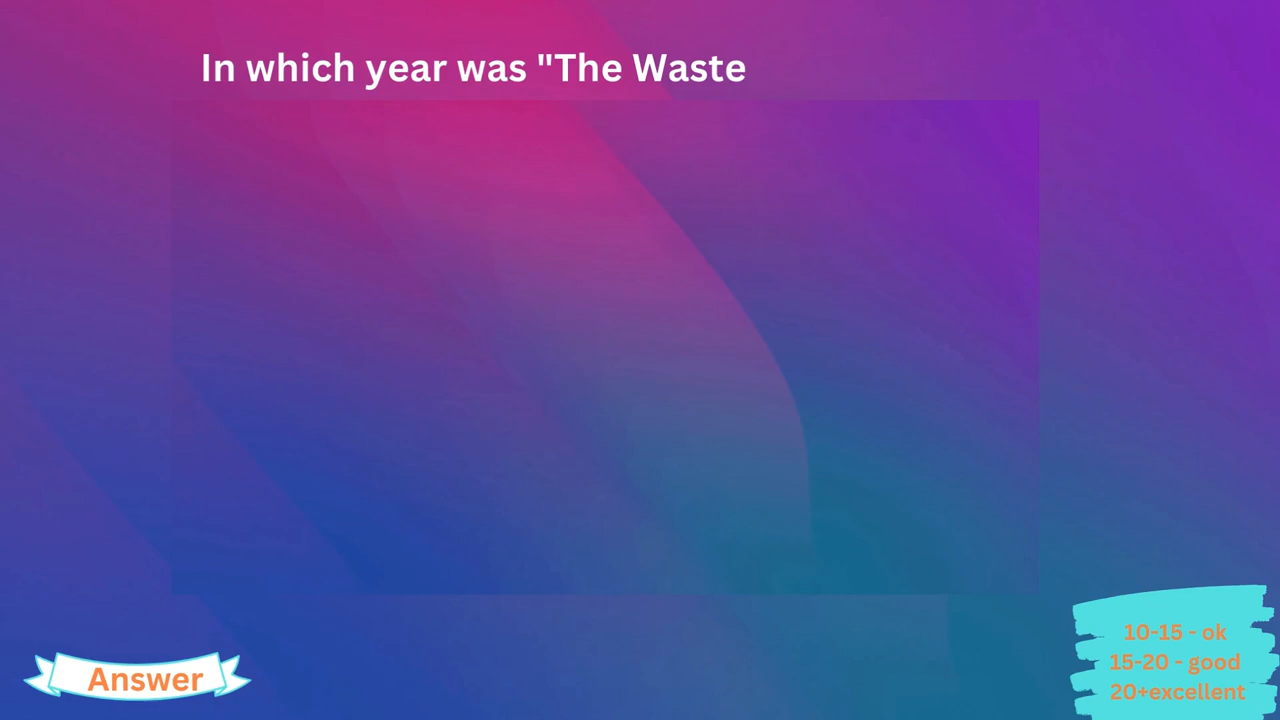 In which year was "The Waste
Answer
10-15 - ok
15-20 - good
20+excellent